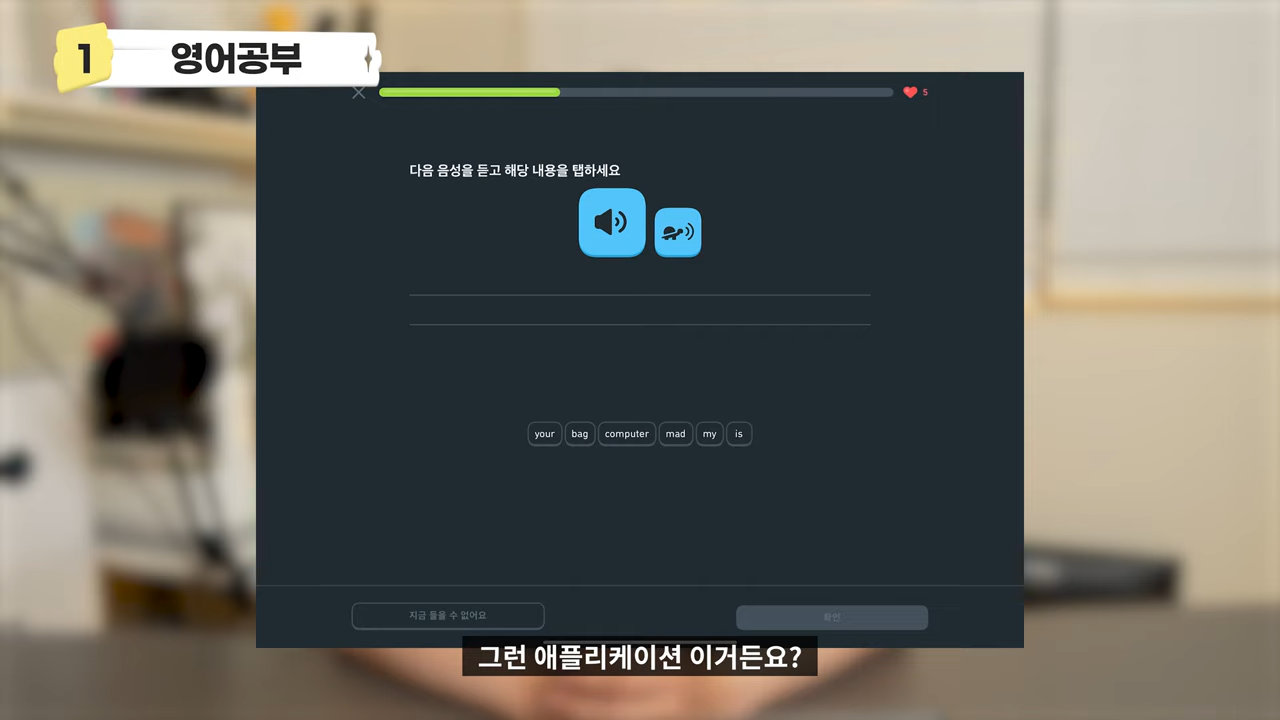 1 영어공부
5
다음 음성을 듣고 해당 내용을 탭하세요
your bag computer mad my is
지금 들을 수 없어요 확인
그런 애플리케이션 이거든요?